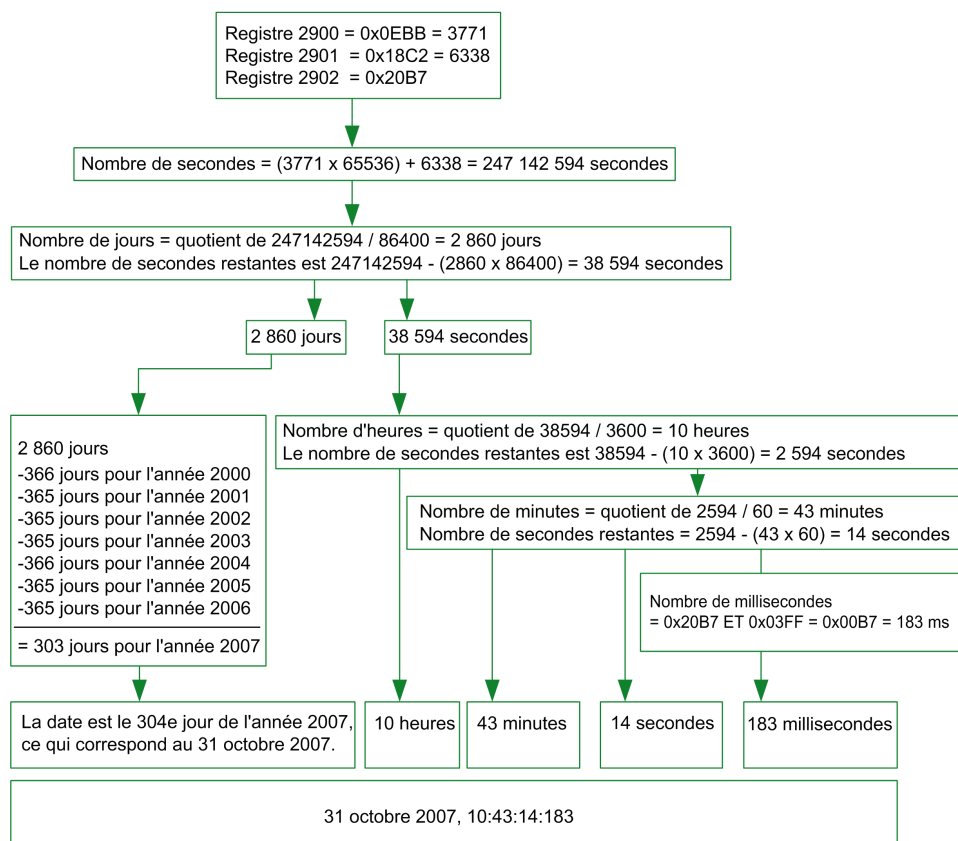 Registre 2900 = 0x0EBB = 3771
Registre 2901 = 0x18C2 = 6338
Registre 2902 = 0x20B7
Nombre de secondes = (3771 x 65536) + 6338 = 247 142 594 secondes
Nombre de jours = quotient de 247142594 / 86400 = 2 860 jours
Le nombre de secondes restantes est 247142594 - (2860 x 86400) = 38 594 secondes
2 860 jours
38 594 secondes
2 860 jours
-366 jours pour l'année 2000
-365 jours pour l'année 2001
-365 jours pour l'année 2002
-365 jours pour l'année 2003
-366 jours pour l'année 2004
-365 jours pour l'année 2005
-365 jours pour l'année 2006
= 303 jours pour l'année 2007
Nombre d'heures = quotient de 38594 / 3600 = 10 heures
Le nombre de secondes restantes est 38594 - (10 x 3600) = 2 594 secondes
Nombre de minutes = quotient de 2594 / 60 = 43 minutes
Nombre de secondes restantes = 2594 - (43 x 60) = 14 secondes
Nombre de millisecondes
= 0x20B7 ET 0x03FF = 0x00B7 = 183 ms
La date est le 304e jour de l'année 2007,
ce qui correspond au 31 octobre 2007.
10 heures
43 minutes
14 secondes
183 millisecondes
31 octobre 2007, 10:43:14:183